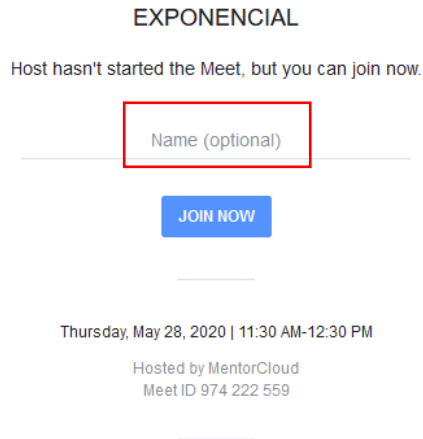 EXPONENCIAL
Host hasn't started the Meet, but you can join now.
Name (optional)
JOIN NOW
Thursday, May 28, 2020 | 11:30 AM-12:30 PM
Hosted by MentorCloud
Meet ID 974 222 559